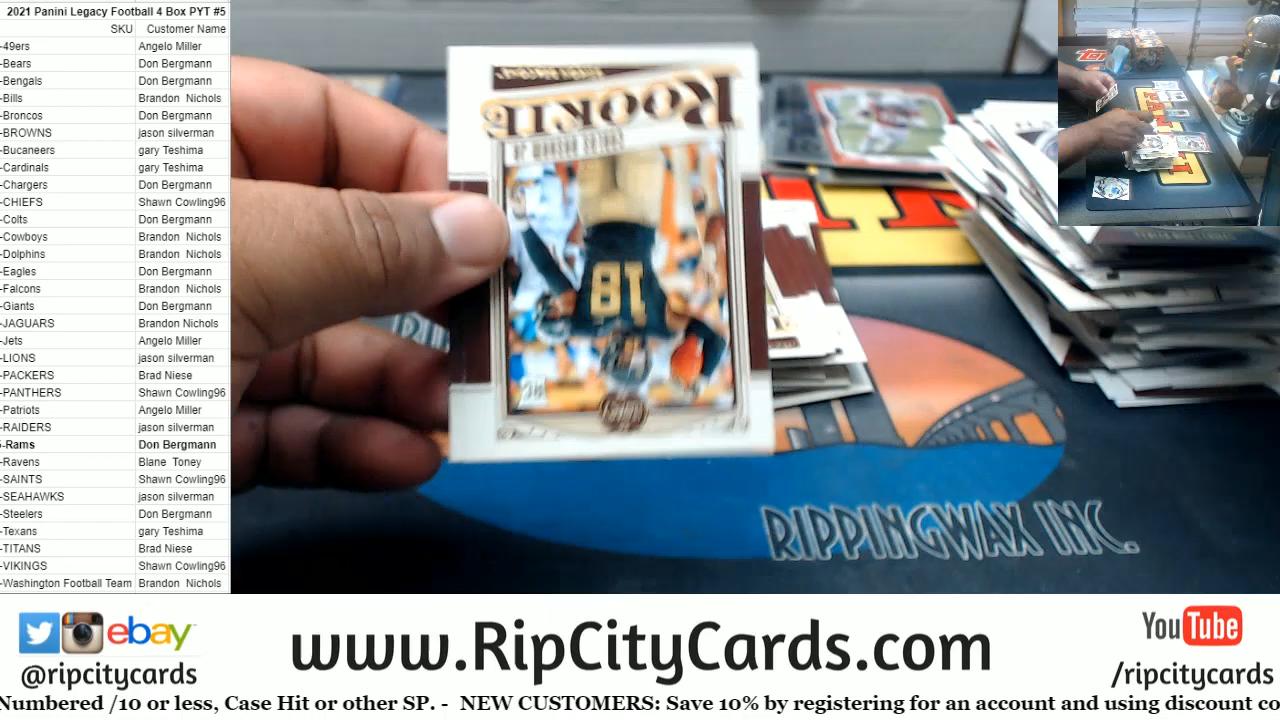 2021 Panini Legacy Football 4 Box PYT #5
SKU Customer Name
-49ers Angelo Miller
-Bears Don Bergmann
-Bengals Don Bergmann
-Bills Brandon Nichols
-Broncos Don Bergmann
-BROWNS jason silverman
-Bucaneers gary Teshima
-Cardinals gary Teshima
-Chargers Don Bergmann
-CHIEFS Shawn Cowling96
-Colts Don Bergmann
-Cowboys Brandon Nichols
-Dolphins Brandon Nichols
-Eagles Don Bergmann
-Falcons Brandon Nichols
-Giants Don Bergmann
-JAGUARS Brandon Nichols
-Jets Angelo Miller
-LIONS jason silverman
-PACKERS Brad Niese
-PANTHERS Shawn Cowling96
-Patriots Angelo Miller
-RAIDERS jason silverman
-Rams Don Bergmann
-Ravens Blane Toney
-SAINTS Shawn Cowling96
-SEAHAWKS jason silverman
-Steelers Don Bergmann
-Texans gary Teshima
-TITANS Brad Niese
-VIKINGS Shawn Cowling96
-Washington Football Team Brandon Nichols
ROOKIE
18
RIPPINGWAX INC.
ebay
@ripcitycards
www.RipCityCards.com
YouTube
/ripcitycards
Numbered /10 or less, Case Hit or other SP. - NEW CUSTOMERS: Save 10% by registering for an account and using discount co